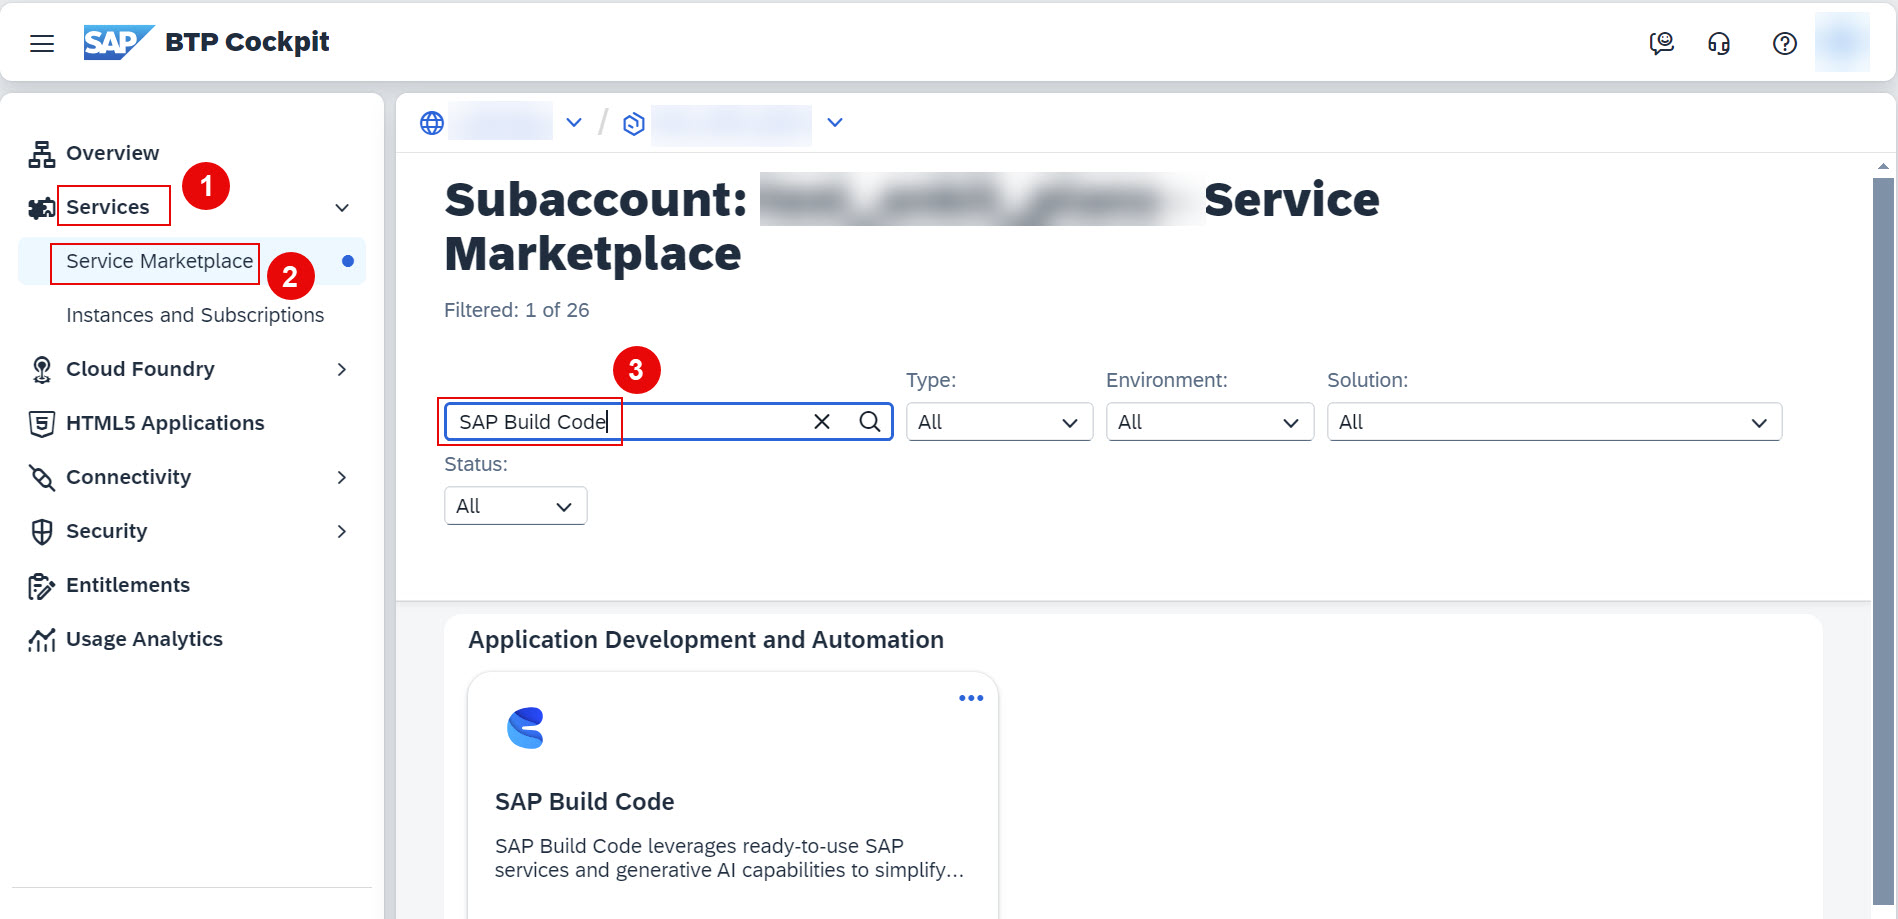 SAP BTP Cockpit
Overview
Services
1
Service Marketplace
2
Instances and Subscriptions
Cloud Foundry
HTML5 Applications
Connectivity
Security
Entitlements
Usage Analytics
/
Subaccount: Service
Marketplace
Filtered: 1 of 26
3
SAP Build Code
Type:
All
Environment:
All
Solution:
All
Status:
All
Application Development and Automation
SAP Build Code
SAP Build Code leverages ready-to-use SAP
services and generative AI capabilities to simplify...